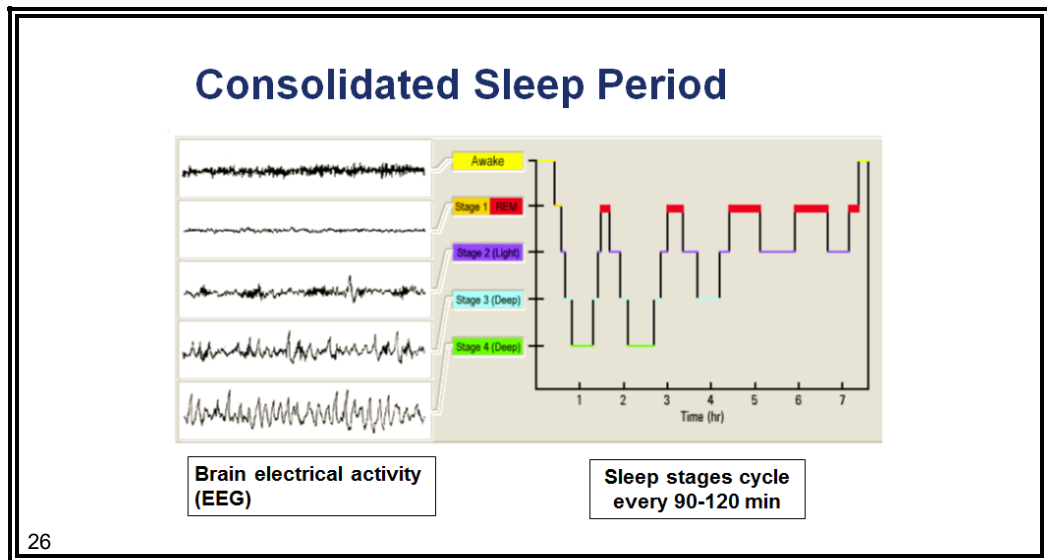 Consolidated Sleep Period
Awake
Stage 1 REM
Stage 2 (Light)
Stage 3 (Deep)
Stage 4 (Deep)
1 2 3 4 5 6 7
Time (hr)
Brain electrical activity
(EEG)
Sleep stages cycle
every 90-120 min
26